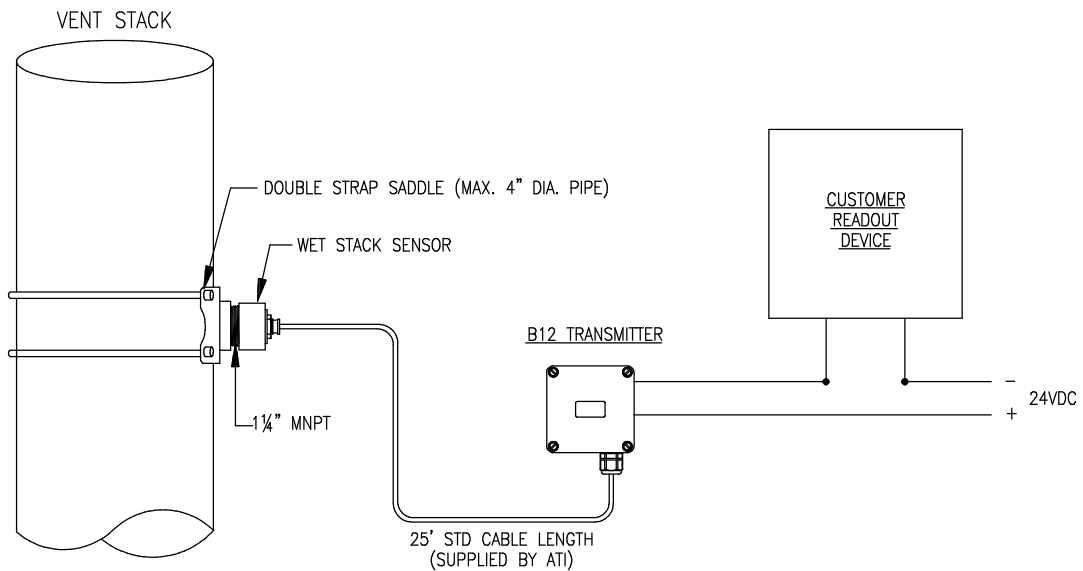 VENT STACK
DOUBLE STRAP SADDLE (MAX. 4" DIA. PIPE)
WET STACK SENSOR
1¼" MNPT
B12 TRANSMITTER
CUSTOMER
READOUT
DEVICE
−
24VDC
+
25' STD CABLE LENGTH
(SUPPLIED BY ATI)